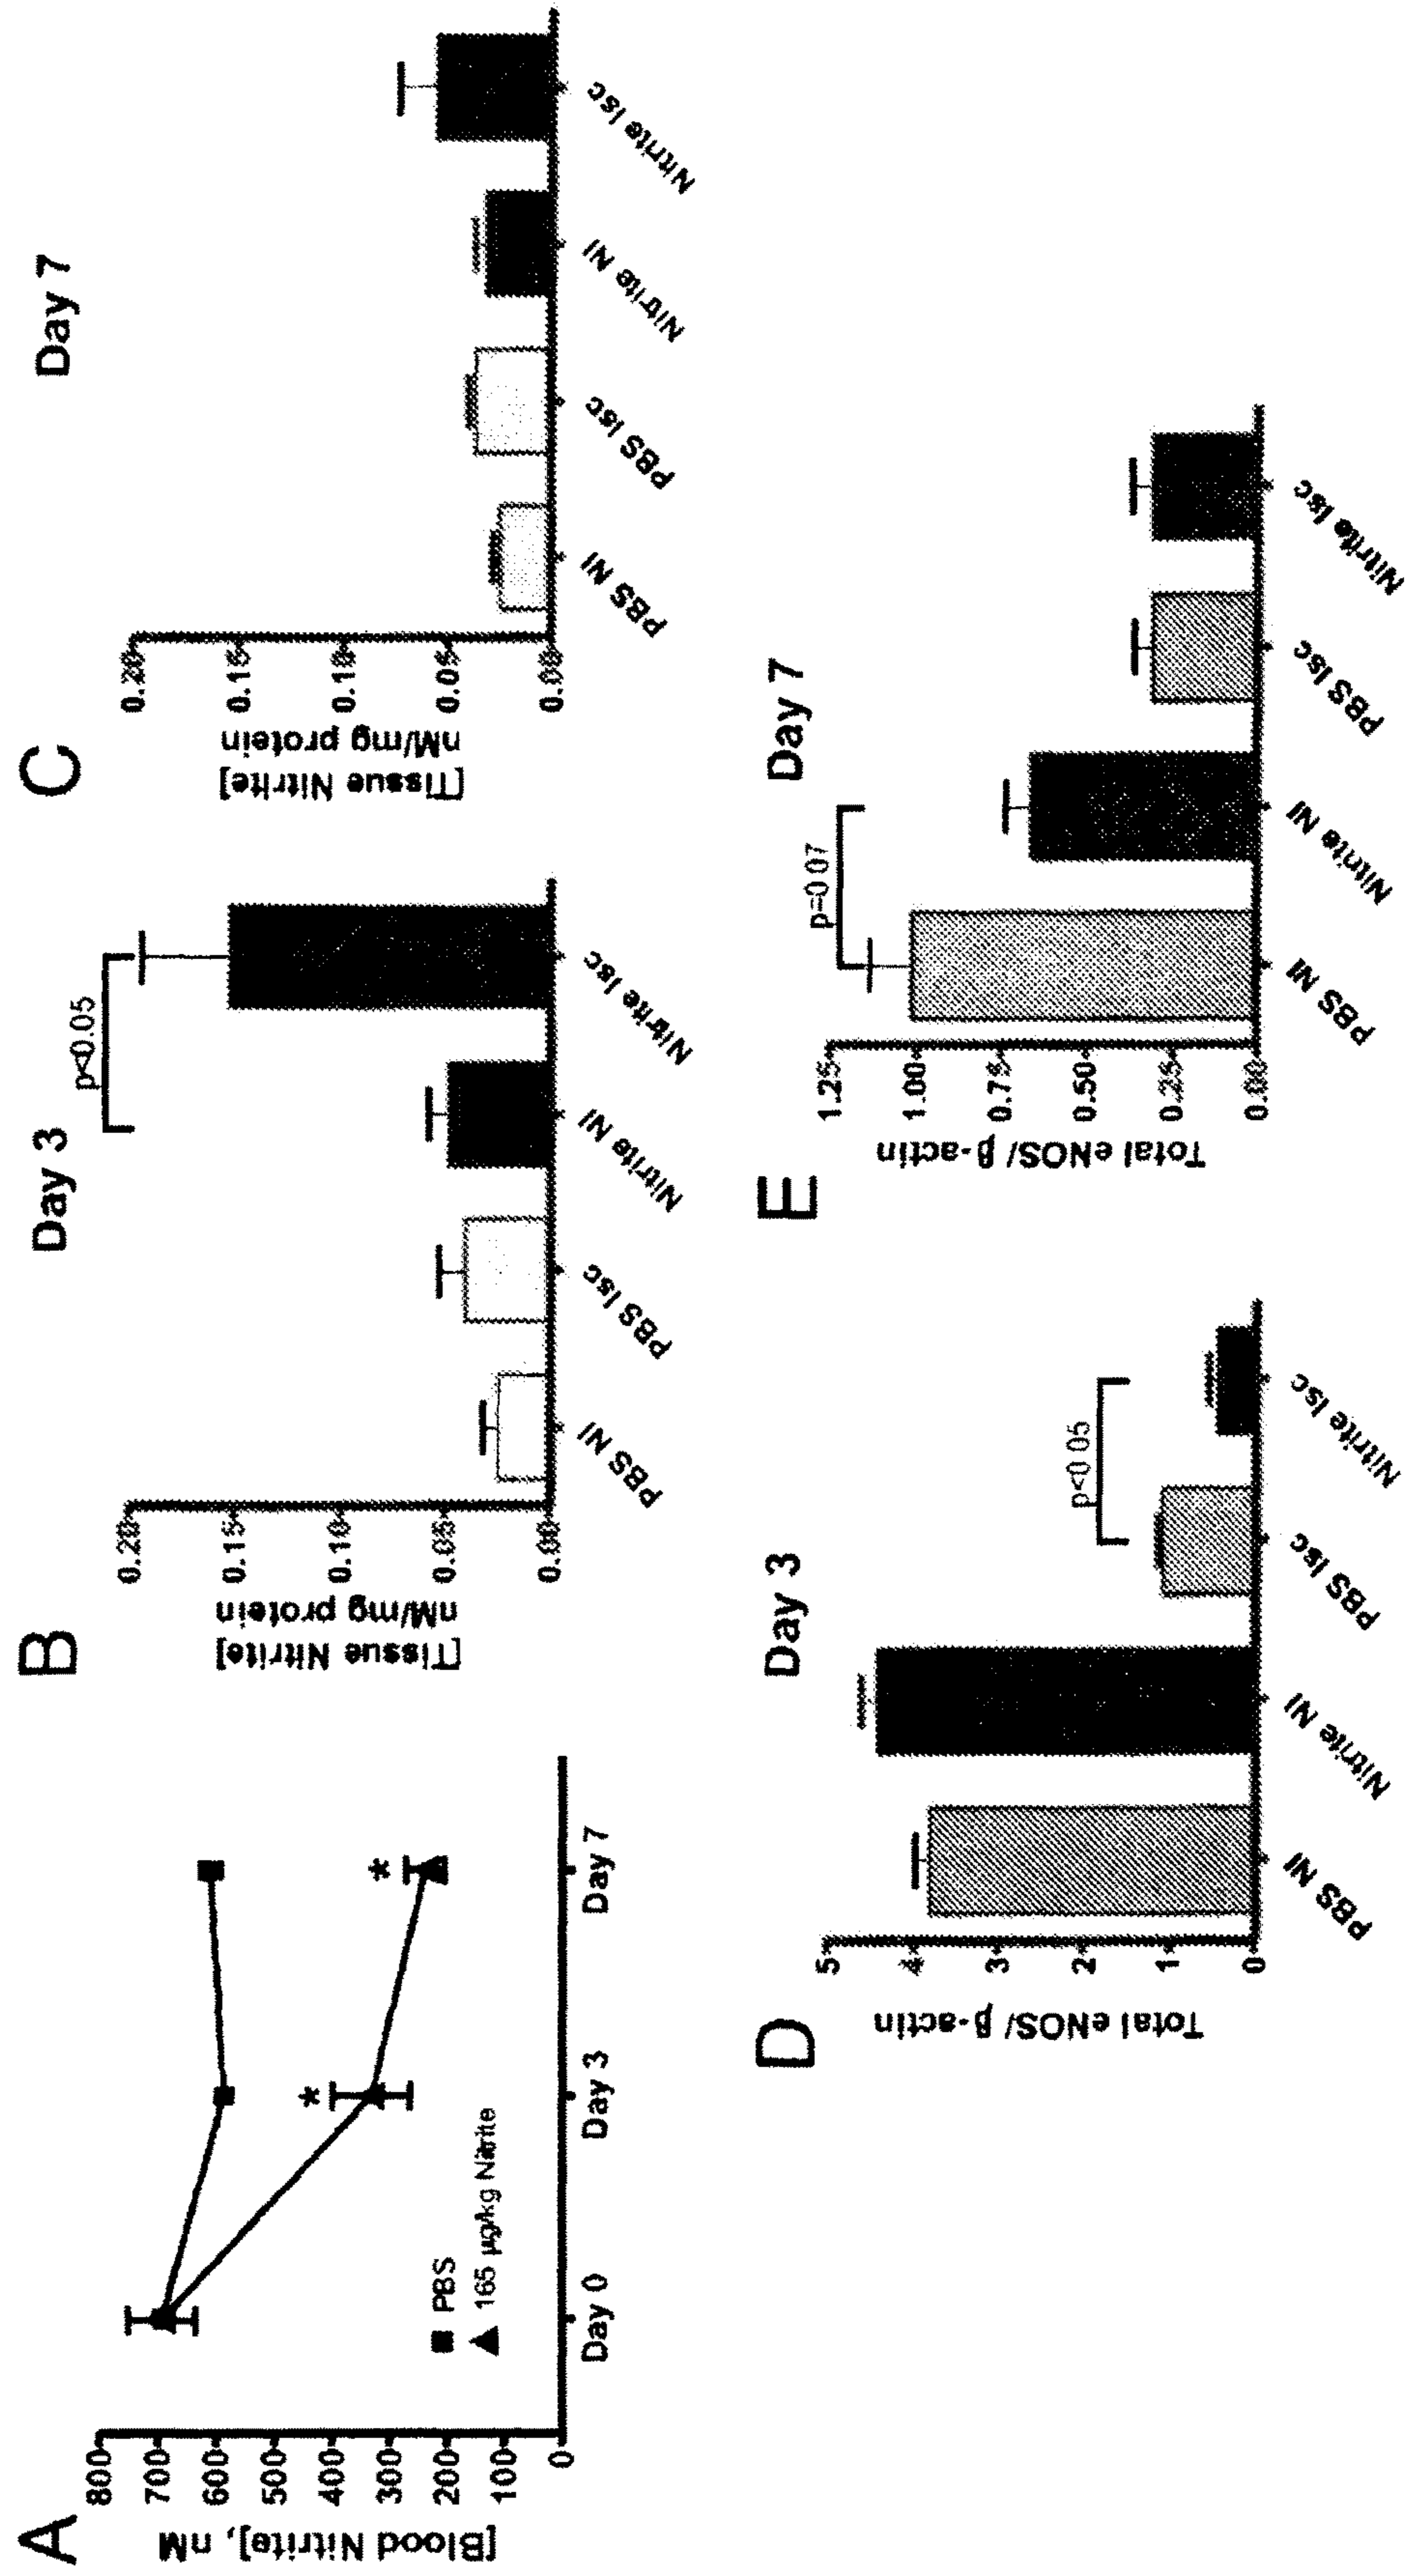 A
[Blood Nitrite], nM
800
700
600
500
400
300
200
100
0
*
*
PBS
165 µg/kg Nitrite
Day 0
Day 3
Day 7
B
Day 3
p<0.05
[Tissue Nitrite]
nM/mg protein
0.20
0.15
0.10
0.05
0.00
PBS NI
PBS Isc
Nitrite NI
Nitrite Isc
C
Day 7
[Tissue Nitrite]
nM/mg protein
0.20
0.15
0.10
0.05
0.00
PBS NI
PBS Isc
Nitrite NI
Nitrite Isc
D
Day 3
p<0 05
Total eNOS/ β-actin
5
4
3
2
1
0
PBS NI
Nitrite NI
PBS Isc
Nitrite Isc
E
Day 7
p=0 07
Total eNOS/ β-actin
1.25
1.00
0.75
0.50
0.25
0.00
PBS NI
Nitrite NI
PBS Isc
Nitrite Isc